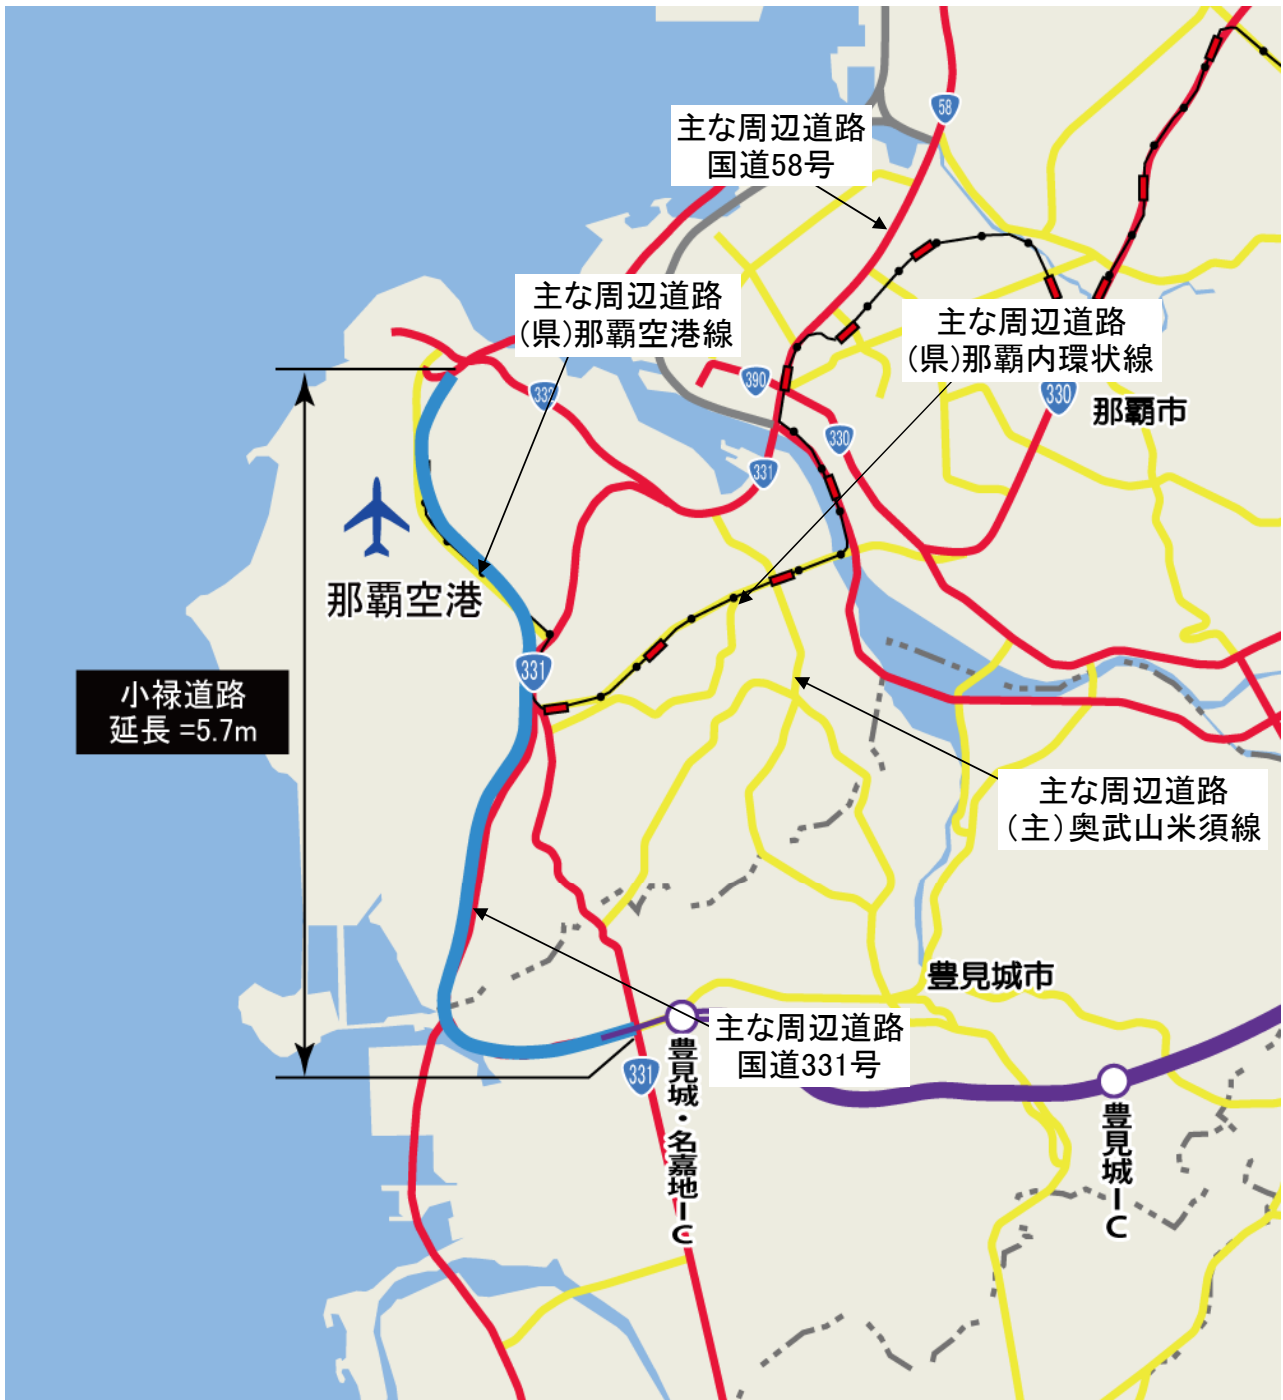 58
主な周辺道路
国道58号
主な周辺道路
(県)那覇空港線
主な周辺道路
(県)那覇内環状線
332
390
330
330
那覇市
331
那覇空港
331
小禄道路
延長 =5.7m
主な周辺道路
(主)奥武山米須線
豊見城市
主な周辺道路
国道331号
331
豊見城・名嘉地IC
豊見城IC